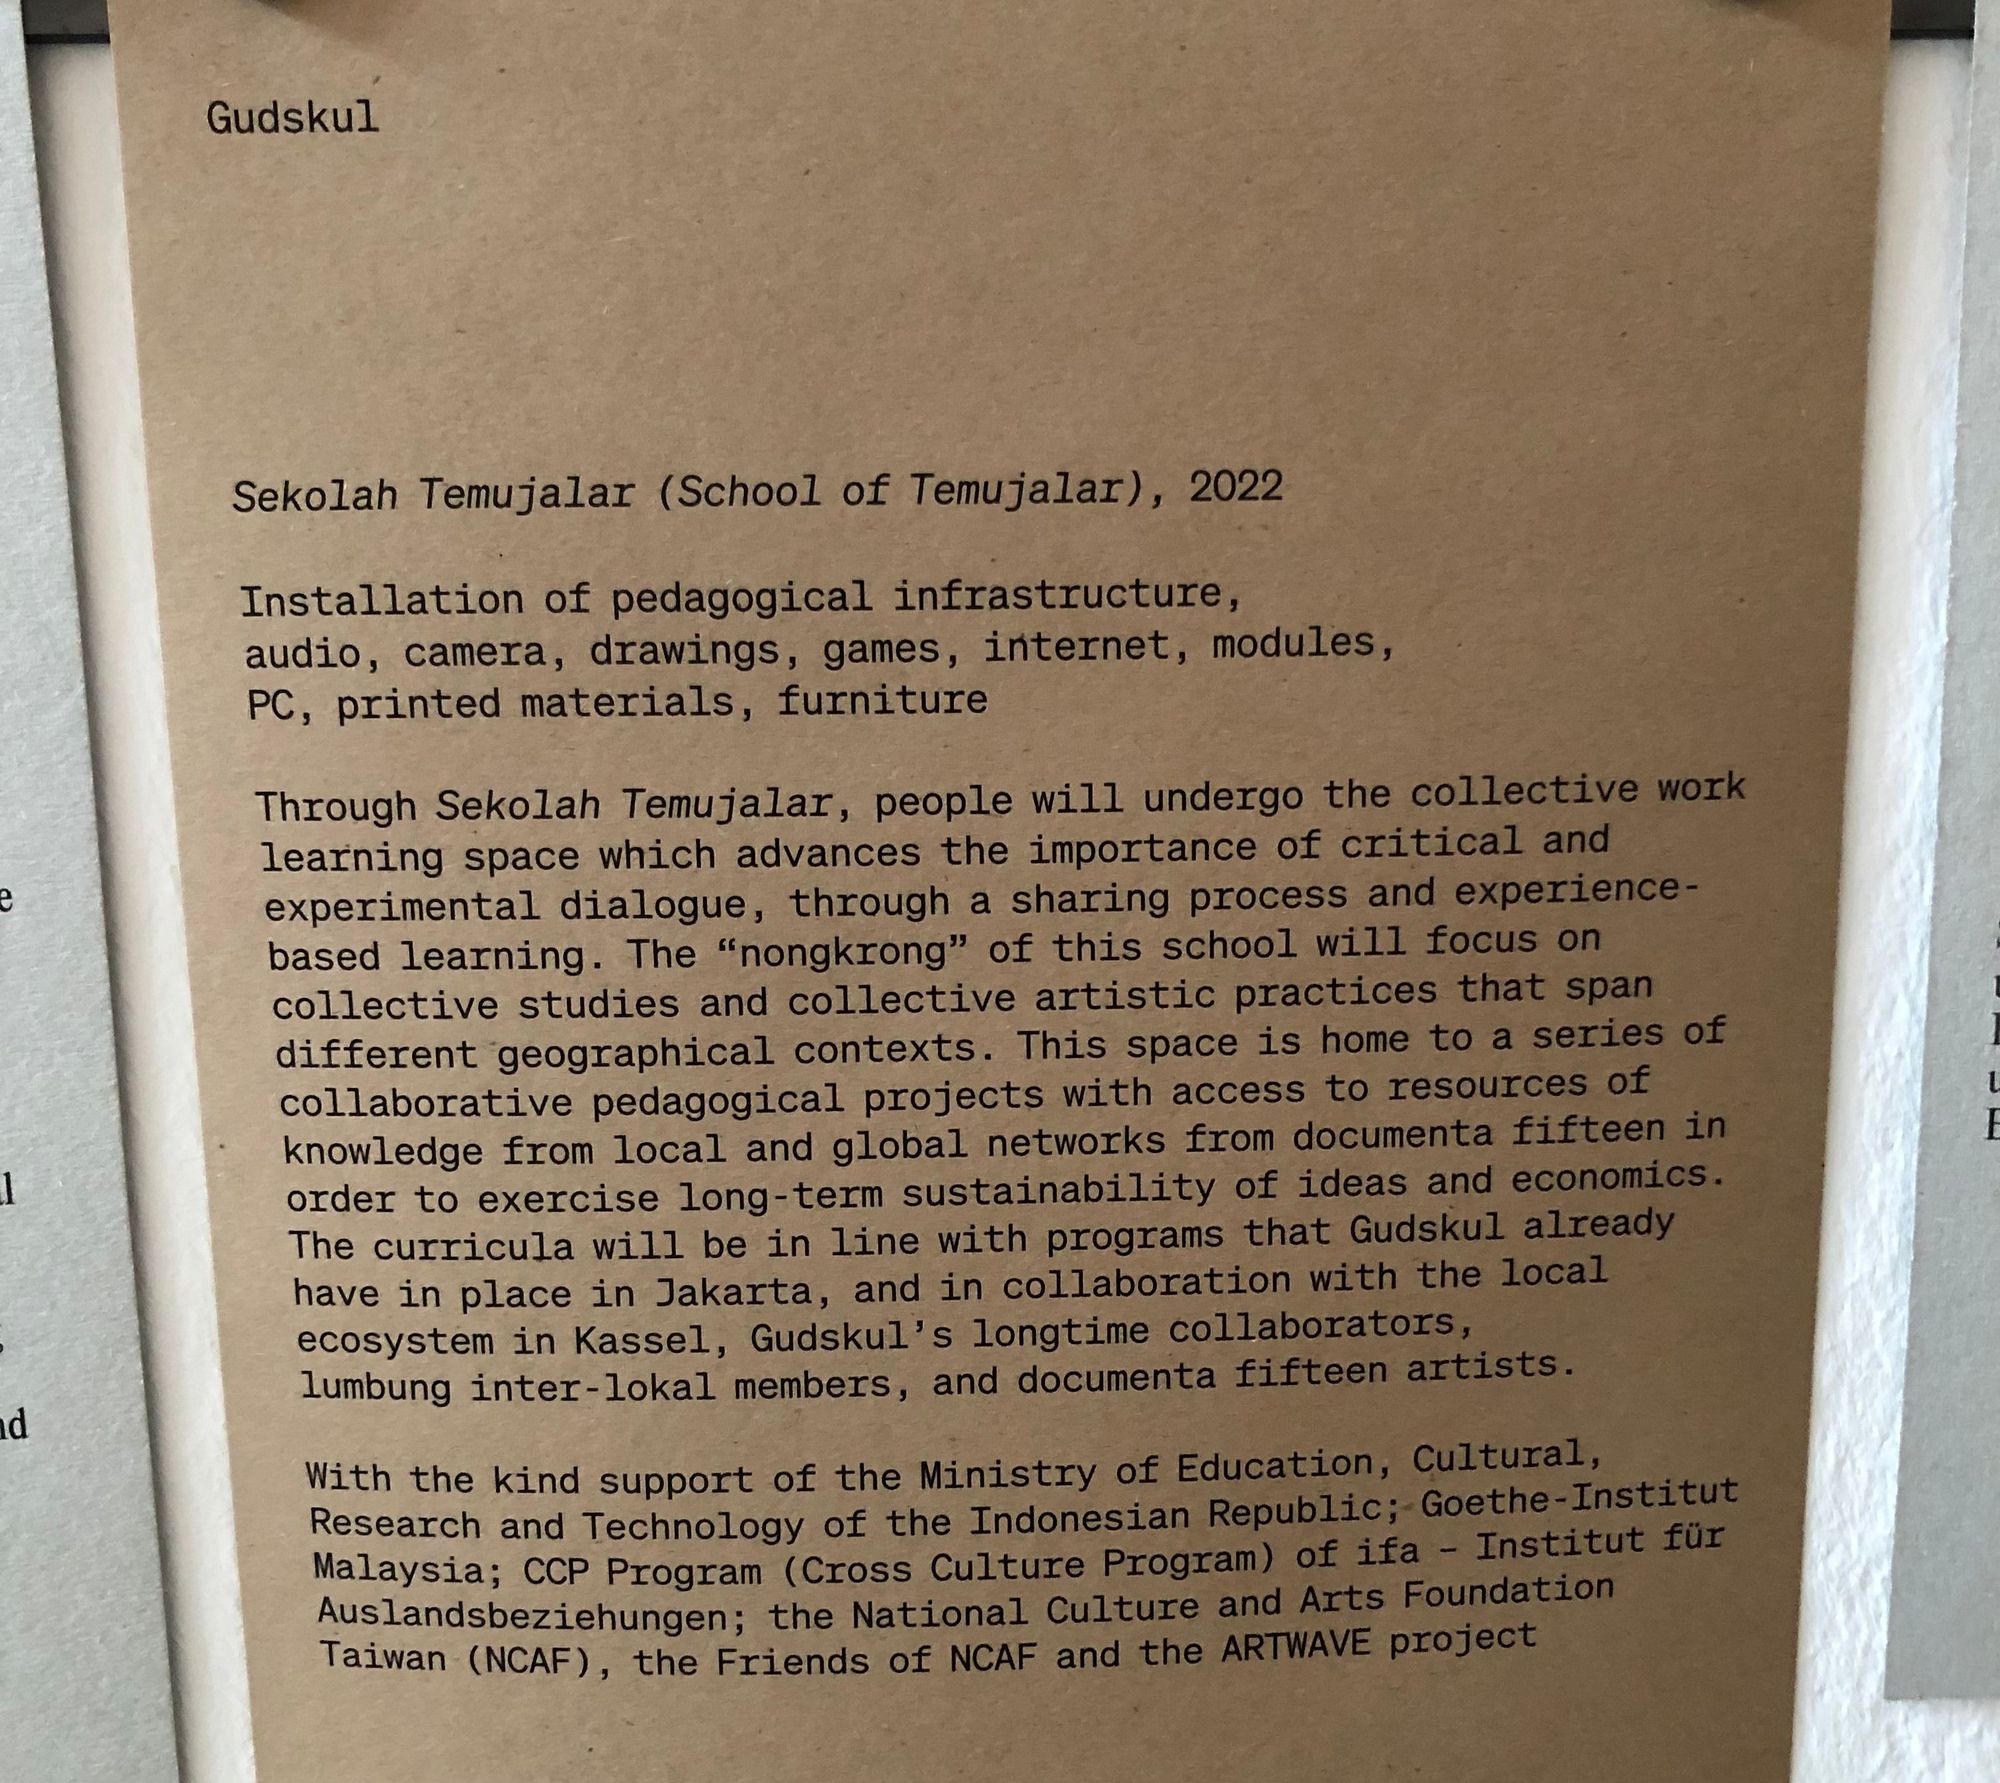 Gudskul
Sekolah Temujalar (School of Temujalar), 2022
Installation of pedagogical infrastructure,
audio, camera, drawings, games, internet, modules,
PC, printed materials, furniture
Through Sekolah Temujalar, people will undergo the collective work
learning space which advances the importance of critical and
experimental dialogue, through a sharing process and experience-
based learning. The “nongkrong” of this school will focus on
collective studies and collective artistic practices that span
different geographical contexts. This space is home to a series of
collaborative pedagogical projects with access to resources of
knowledge from local and global networks from documenta fifteen in
order to exercise long-term sustainability of ideas and economics.
The curricula will be in line with programs that Gudskul already
have in place in Jakarta, and in collaboration with the local
ecosystem in Kassel, Gudskul’s longtime collaborators,
lumbung inter-lokal members, and documenta fifteen artists.
With the kind support of the Ministry of Education, Cultural,
Research and Technology of the Indonesian Republic; Goethe-Institut
Malaysia; CCP Program (Cross Culture Program) of ifa – Institut für
Auslandsbeziehungen; the National Culture and Arts Foundation
Taiwan (NCAF), the Friends of NCAF and the ARTWAVE project